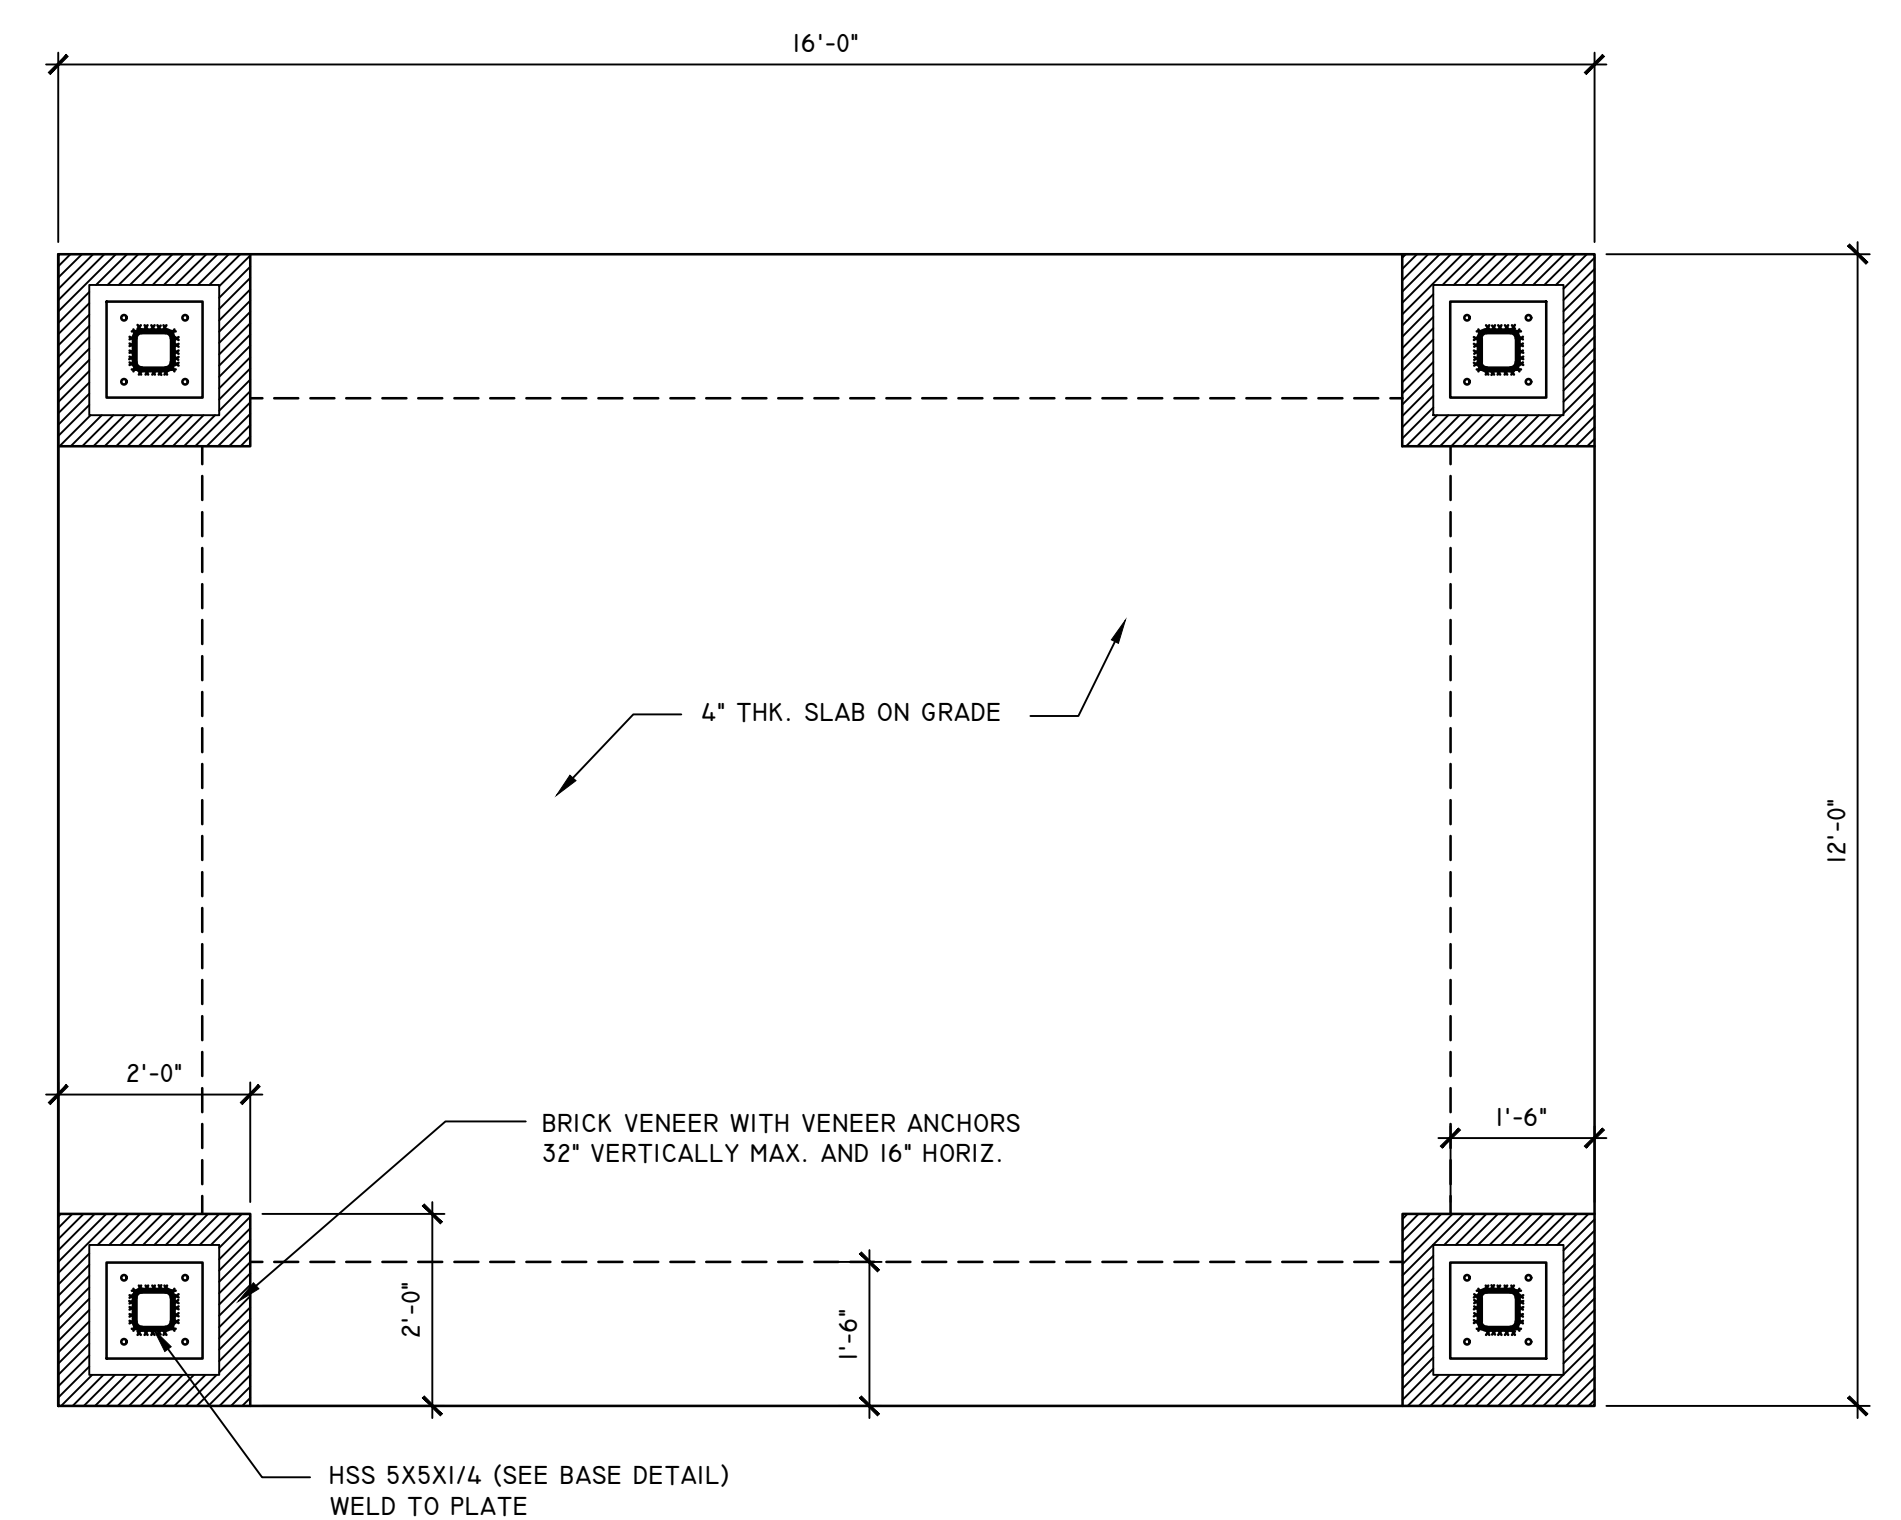 16'-0"
4" THK. SLAB ON GRADE
12'-0"
2'-0"
1'-6"
BRICK VENEER WITH VENEER ANCHORS
32" VERTICALLY MAX. AND 16" HORIZ.
2'-0"
1'-6"
HSS 5X5X1/4 (SEE BASE DETAIL)
WELD TO PLATE